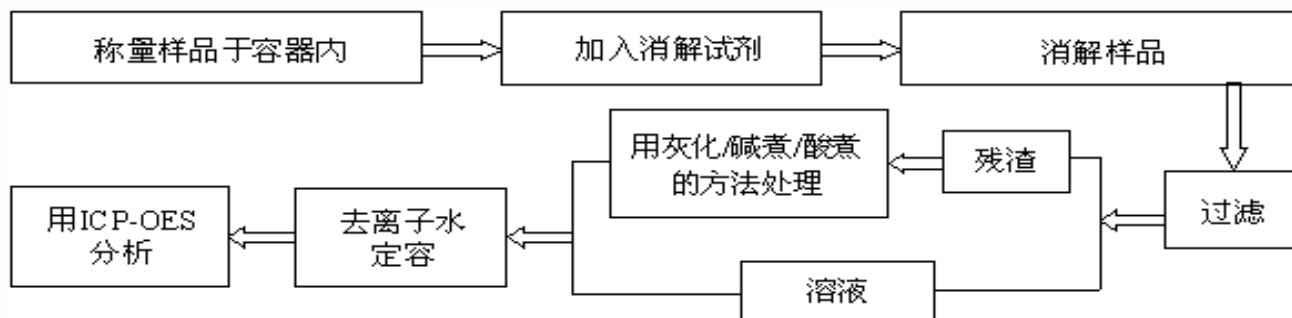 称量样品于容器内
加入消解试剂
消解样品
过滤
残渣
用灰化/碱煮/酸煮
的方法处理
溶液
去离子水
定容
用ICP-OES
分析